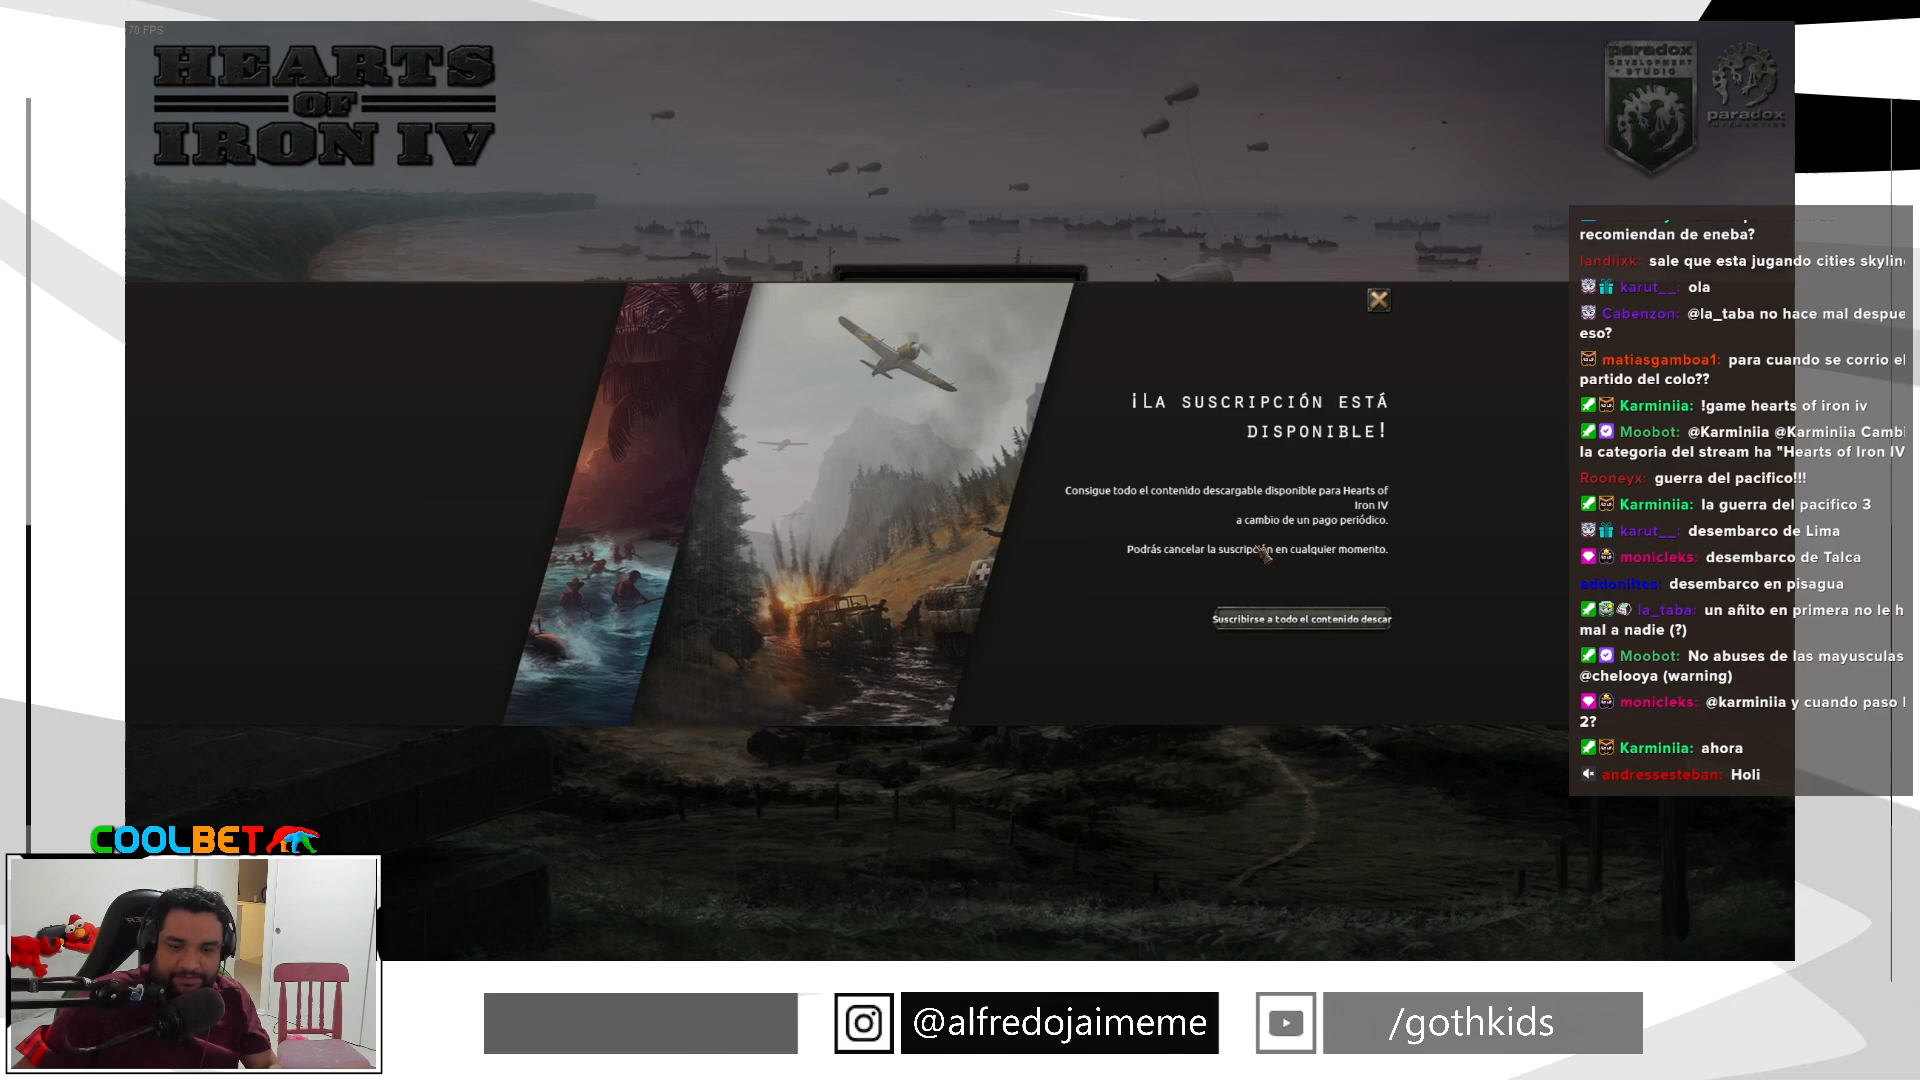 70 FPS
HEARTS
OF
IRON IV
paradox
DEVELOPMENT
STUDIO
paradox
INTERACTIVE
¡LA SUSCRIPCIÓN ESTÁ
DISPONIBLE!
Consigue todo el contenido descargable disponible para Hearts of
Iron IV
a cambio de un pago periódico.
Podrás cancelar la suscripción en cualquier momento.
Suscribirse a todo el contenido descar
recomiendan de eneba?
landiixk: sale que esta jugando cities skylin
karut__: ola
Cabenzon: @la_taba no hace mal despue
eso?
matiasgamboa1: para cuando se corrio el
partido del colo??
Karminiia: !game hearts of iron iv
Moobot: @Karminiia @Karminiia Cambi
la categoria del stream ha "Hearts of Iron IV
Rooneyx: guerra del pacifico!!!
Karminiia: la guerra del pacifico 3
karut__: desembarco de Lima
monicleks: desembarco de Talca
eddoniltes: desembarco en pisagua
la_taba: un añito en primera no le h
mal a nadie (?)
Moobot: No abuses de las mayusculas
@chelooya (warning)
monicleks: @karminiia y cuando paso l
2?
Karminiia: ahora
andressesteban: Holi
COOLBET
@alfredojaimeme
/gothkids